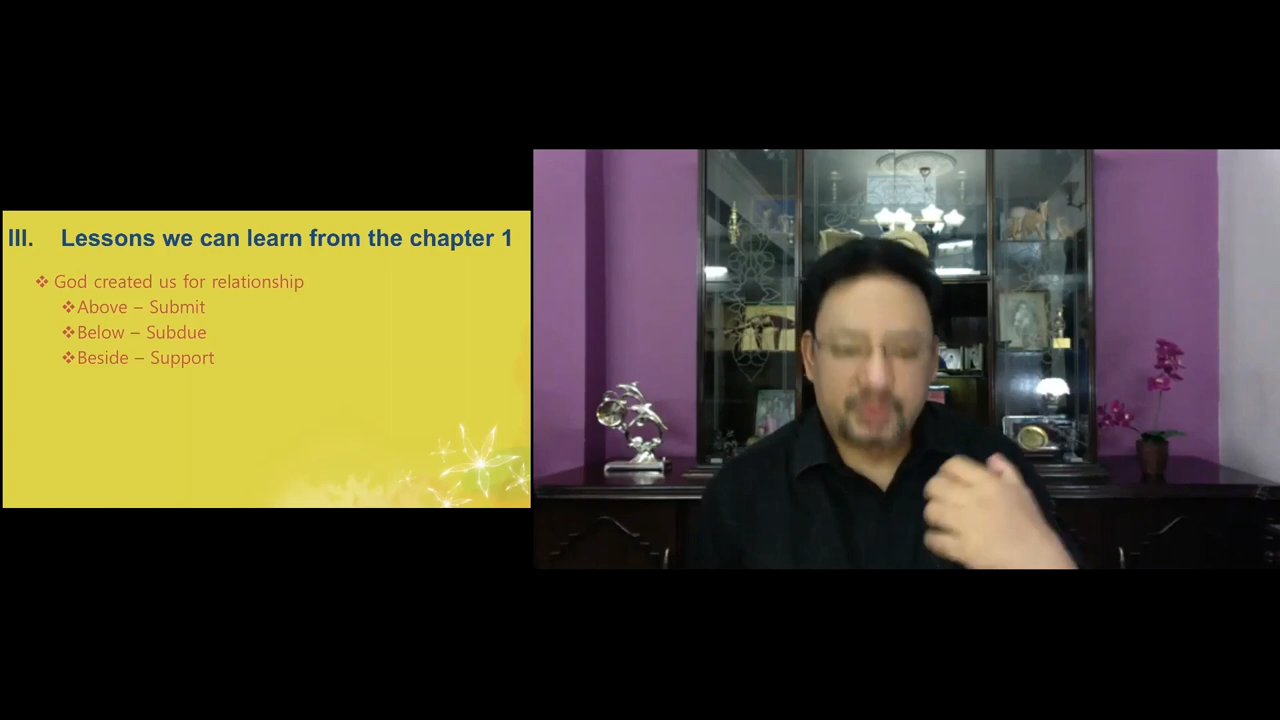 III. Lessons we can learn from the chapter 1
❖ God created us for relationship
❖Above – Submit
❖Below – Subdue
❖Beside – Support